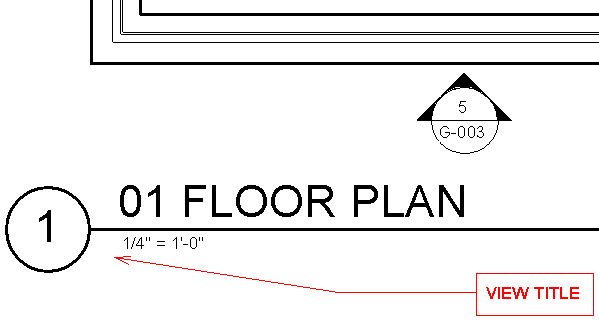 5
G-003
01 FLOOR PLAN
1
1/4" = 1'-0"
VIEW TITLE